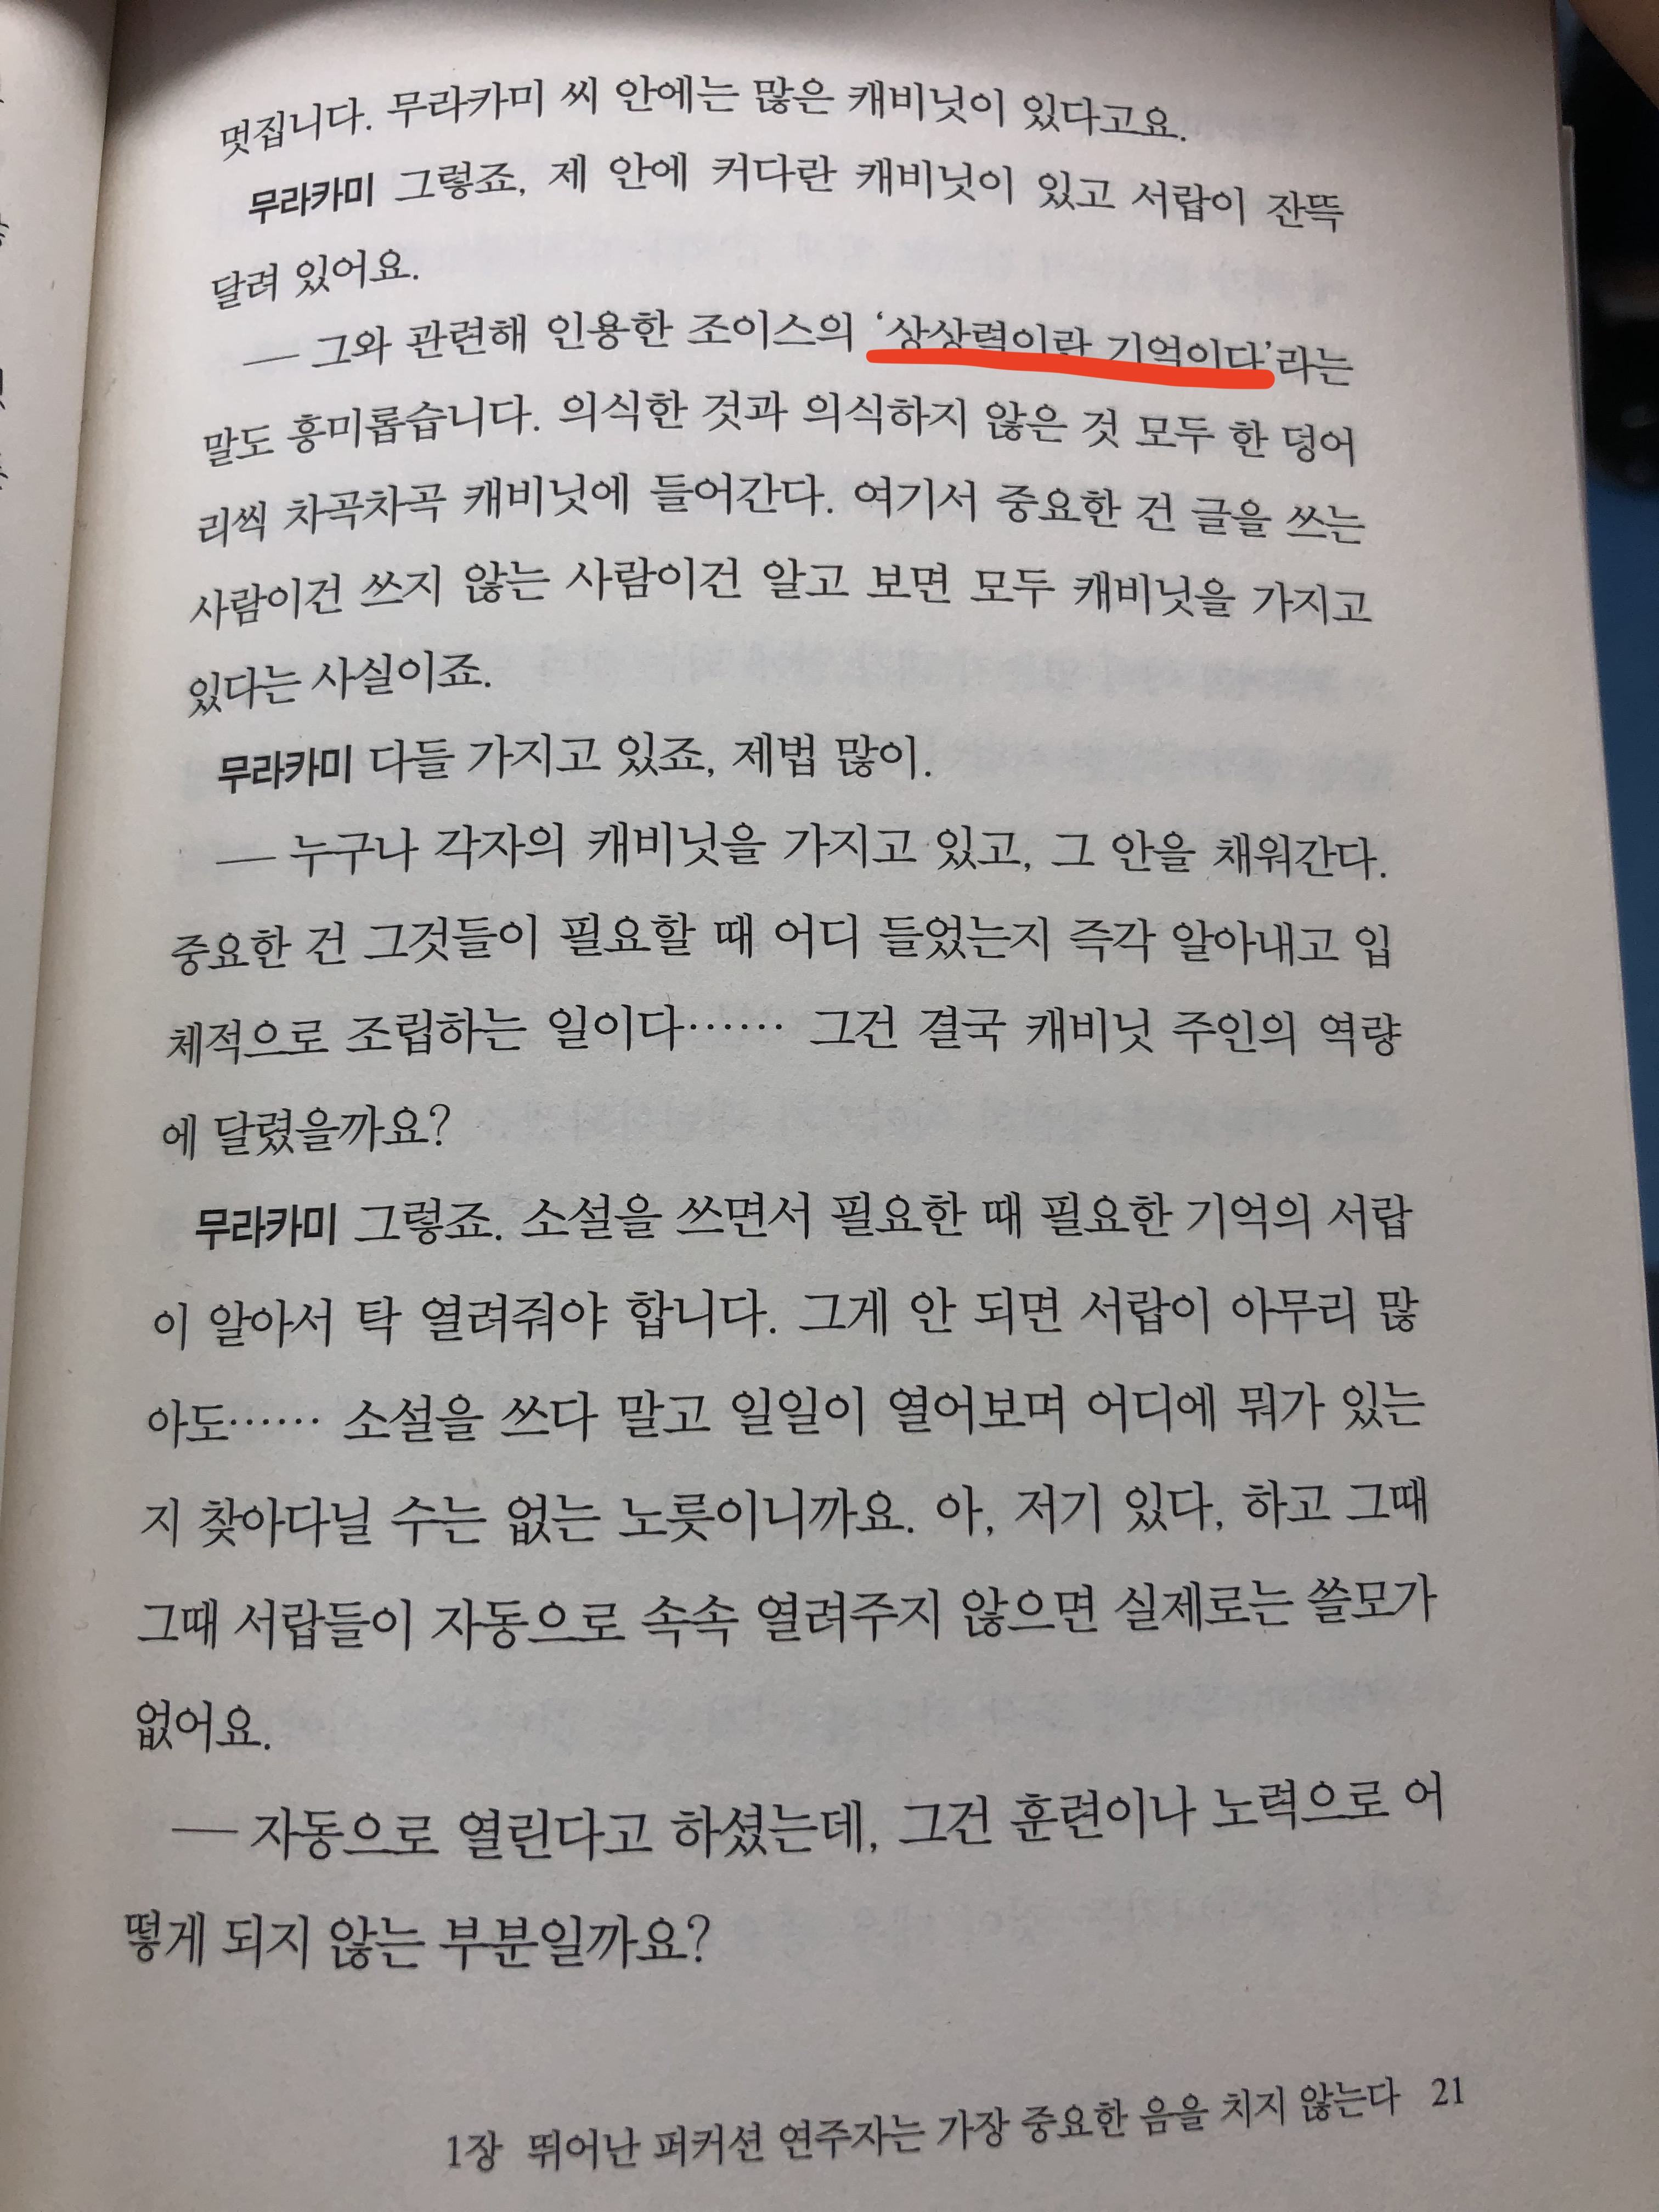 멋집니다. 무라카미 씨 안에는 많은 캐비닛이 있다고요.
무라카미 그렇죠, 제 안에 커다란 캐비닛이 있고 서랍이 잔뜩
달려 있어요.
— 그와 관련해 인용한 조이스의 ‘상상력이란 기억이다’라는
말도 흥미롭습니다. 의식한 것과 의식하지 않은 것 모두 한 덩어
리씩 차곡차곡 캐비닛에 들어간다. 여기서 중요한 건 글을 쓰는
사람이건 쓰지 않는 사람이건 알고 보면 모두 캐비닛을 가지고
있다는 사실이죠.
무라카미 다들 가지고 있죠, 제법 많이.
— 누구나 각자의 캐비닛을 가지고 있고, 그 안을 채워간다.
중요한 건 그것들이 필요할 때 어디 들었는지 즉각 알아내고 입
체적으로 조립하는 일이다…… 그건 결국 캐비닛 주인의 역량
에 달렸을까요?
무라카미 그렇죠. 소설을 쓰면서 필요한 때 필요한 기억의 서랍
이 알아서 탁 열려줘야 합니다. 그게 안 되면 서랍이 아무리 많
아도…… 소설을 쓰다 말고 일일이 열어보며 어디에 뭐가 있는
지 찾아다닐 수는 없는 노릇이니까요. 아, 저기 있다, 하고 그때
그때 서랍들이 자동으로 속속 열려주지 않으면 실제로는 쓸모가
없어요.
— 자동으로 열린다고 하셨는데, 그건 훈련이나 노력으로 어
떻게 되지 않는 부분일까요?
1장 뛰어난 퍼커션 연주자는 가장 중요한 음을 치지 않는다 21